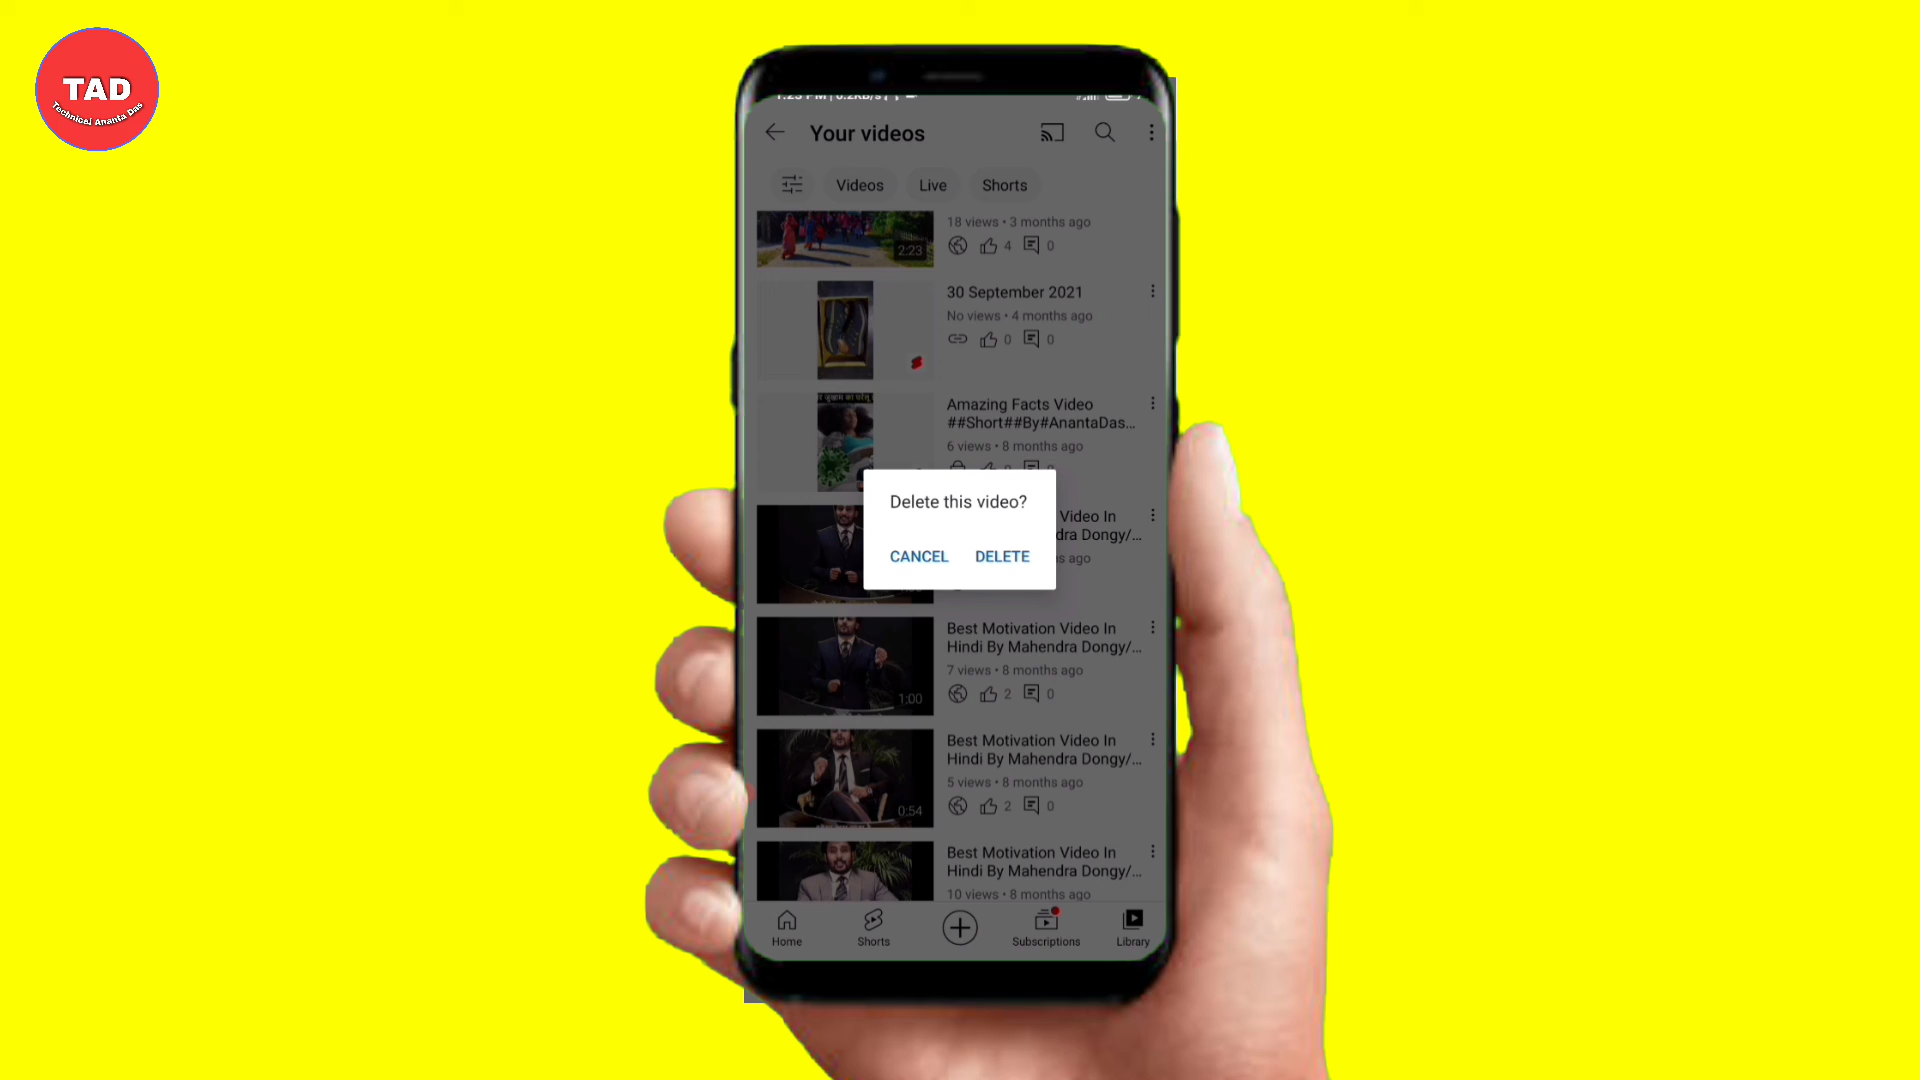 TAD
Technical Ananta Das
Your videos
Videos
Live
Shorts
18 views • 3 months ago
2:23
4
0
30 September 2021
No views • 4 months ago
0
0
Amazing Facts Video
##Short##By#AnantaDas...
6 views • 8 months ago
Delete this video?
CANCEL
DELETE
Video In
dra Dongy/...
s ago
Best Motivation Video In
Hindi By Mahendra Dongy/...
7 views • 8 months ago
1:00
2
0
Best Motivation Video In
Hindi By Mahendra Dongy/...
5 views • 8 months ago
0:54
2
0
Best Motivation Video In
Hindi By Mahendra Dongy/...
10 views • 8 months ago
Home
Shorts
Subscriptions
Library